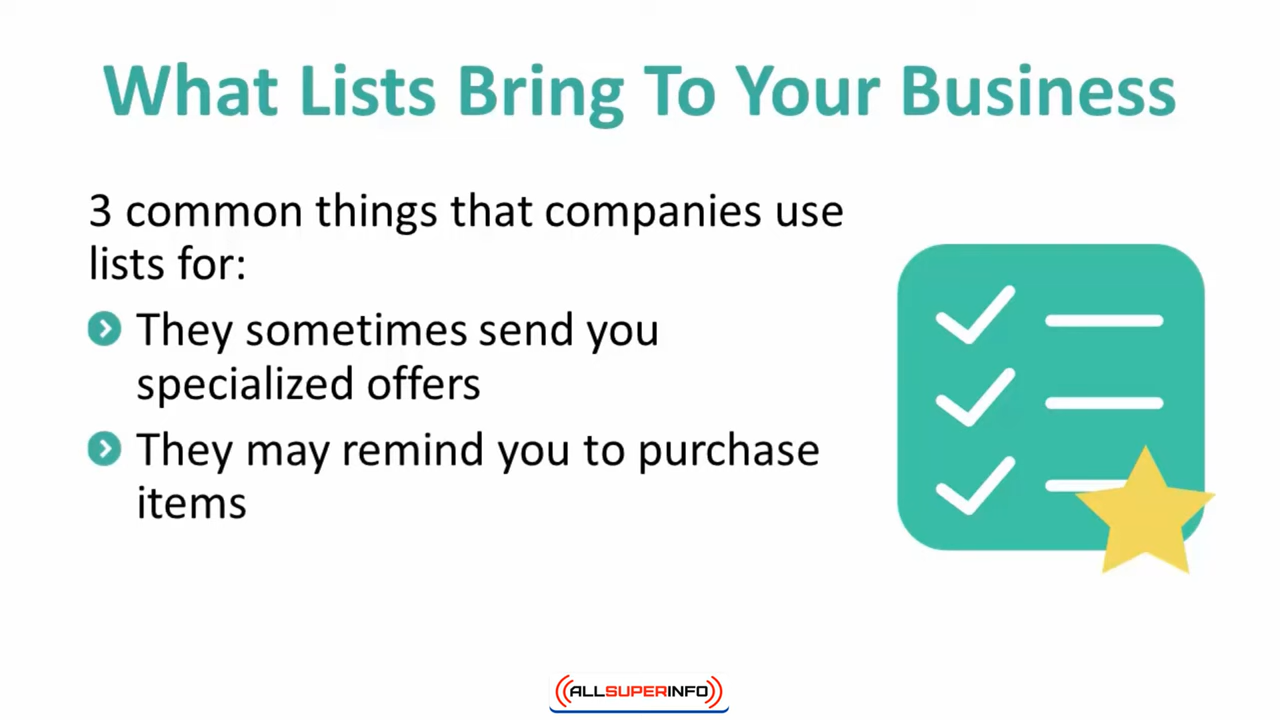 What Lists Bring To Your Business
3 common things that companies use
lists for:
They sometimes send you
specialized offers
They may remind you to purchase
items
ALLSUPERINFO